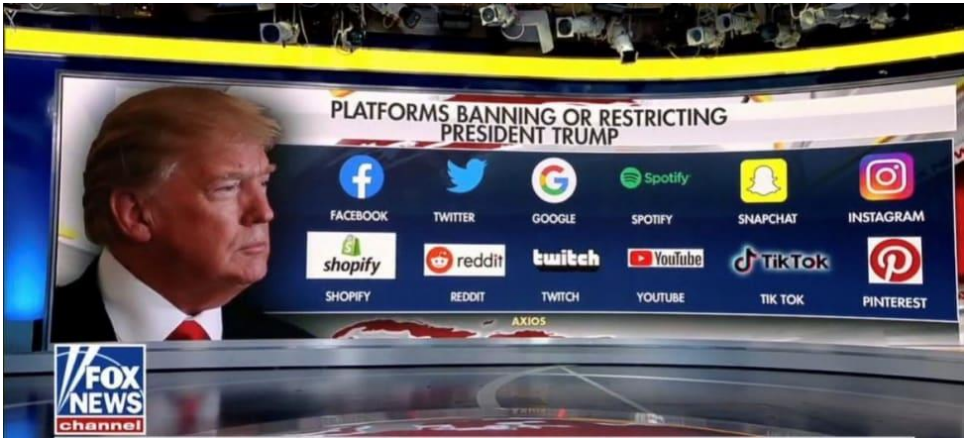 PLATFORMS BANNING OR RESTRICTING
PRESIDENT TRUMP
Spotify
FACEBOOK
TWITTER
GOOGLE
SPOTIFY
SNAPCHAT
INSTAGRAM
shopify
reddit
twitch
YouTube
TikTok
SHOPIFY
REDDIT
TWITCH
YOUTUBE
TIK TOK
PINTEREST
AXIOS
FOX
NEWS
channel